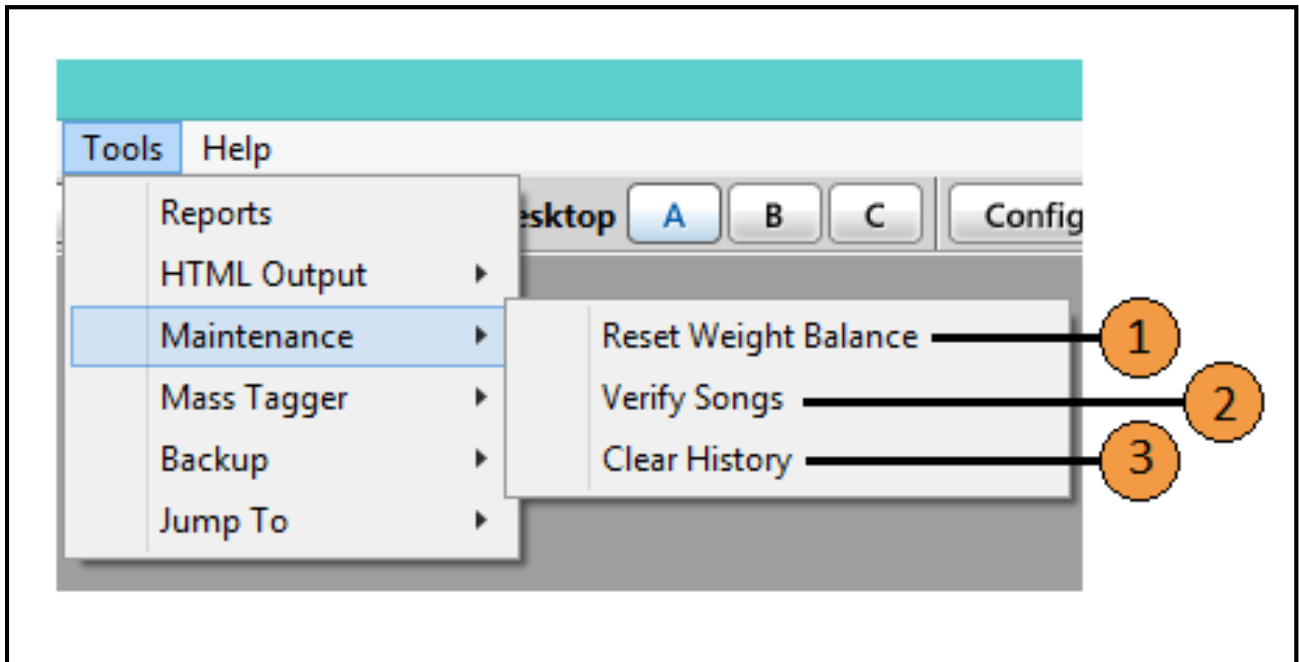 Tools Help
Reports
esktop A B C Config
HTML Output
Maintenance
Reset Weight Balance 1
Mass Tagger
Verify Songs 2
Backup
Clear History 3
Jump To